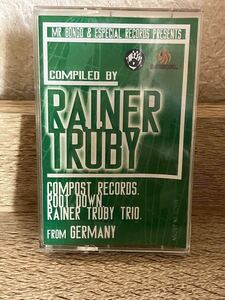 MR BONGO & ESPECIAL RECORDS PRESENTS
COMPILED BY
RAINER
TRUBY
COMPOST RECORDS.
ROOT DOWN.
RAINER TRUBY TRIO.
FROM GERMANY